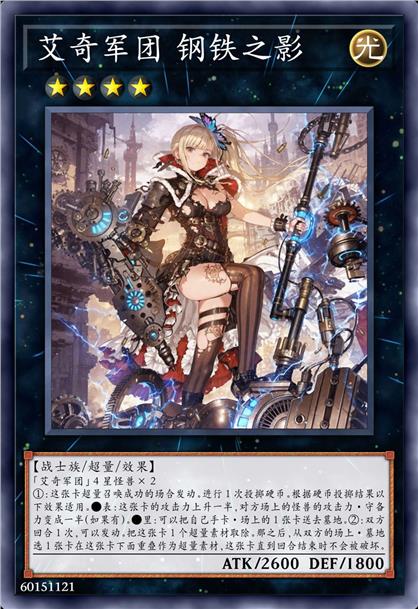 艾奇军团 钢铁之影
光
【战士族/超量/效果】
「艾奇军团」4星怪兽×2
①:这张卡超量召唤成功的场合发动。进行1次投掷硬币。根据硬币投掷结果以
下效果适用。●表:这张卡的攻击力上升一半,对方场上的怪兽的攻击力·守备
力变成一半(如果有)。●里:可以把自己手卡·场上的1张卡送去墓地。②:双方
回合1次,可以发动。把这张卡1个超量素材取除。那之后,从双方的场上·墓地
选1张卡在这张卡下面重叠作为超量素材,这张卡直到回合结束时不会被破坏。
ATK/2600 DEF/1800
60151121